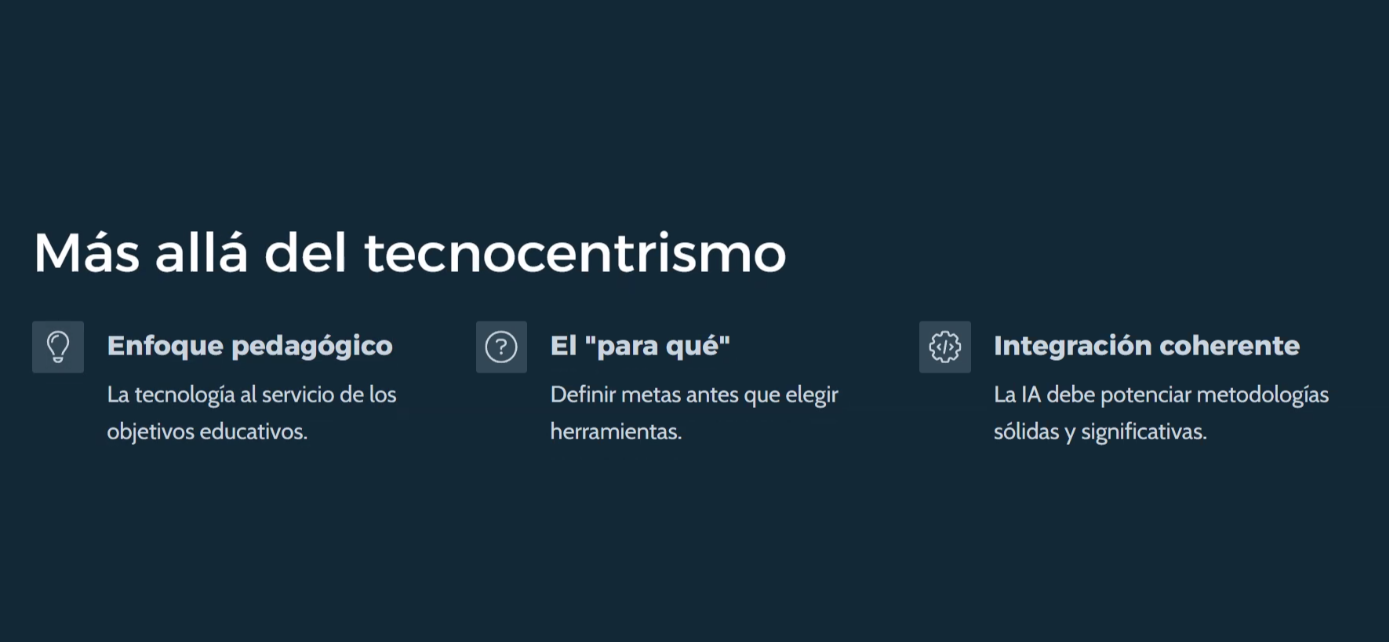 Más allá del tecnocentrismo
Enfoque pedagógico
La tecnología al servicio de los
objetivos educativos.
El "para qué"
Definir metas antes que elegir
herramientas.
Integración coherente
La IA debe potenciar metodologías
sólidas y significativas.